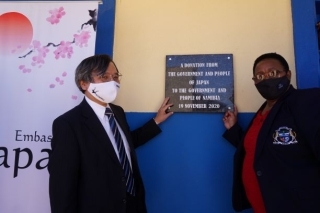 Embas
apa
A DONATION FROM
THE GOVERNMENT AND PEOPLE
OF JAPAN
TO THE GOVERNMENT AND
PEOPLE OF NAMIBIA
19 NOVEMBER 2020